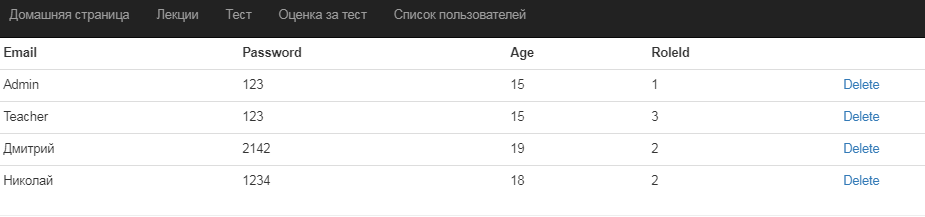 Домашняя страница Лекции Тест Оценка за тест Список пользователей
Email Password Age RoleId
Admin 123 15 1 Delete
Teacher 123 15 3 Delete
Дмитрий 2142 19 2 Delete
Николай 1234 18 2 Delete